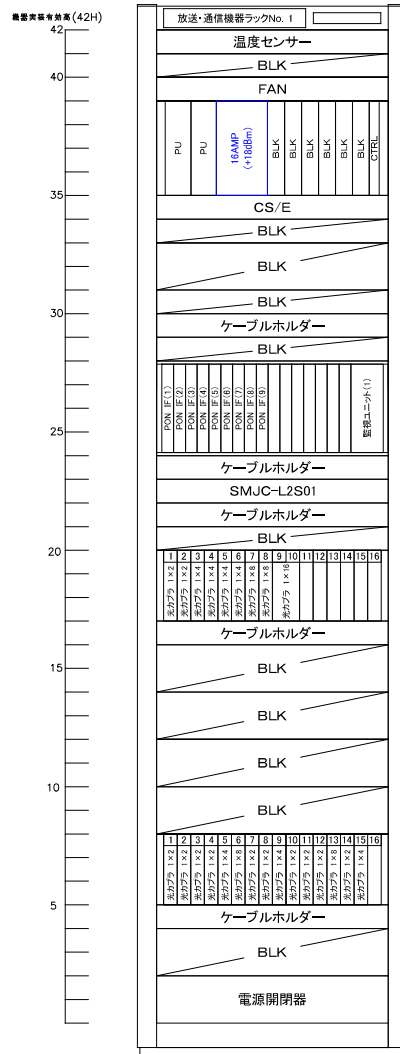 機器実装有効高(42H)
放送・通信機器ラックNo. 1
42
温度センサー
BLK
40
FAN
PU
PU
16AMP
(+18dBm)
BLK
BLK
BLK
BLK
BLK
BLK
CTRL
35
CS/E
BLK
BLK
BLK
30
ケーブルホルダー
BLK
PON IF(1)
PON IF(2)
PON IF(3)
PON IF(4)
PON IF(5)
PON IF(6)
PON IF(7)
PON IF(8)
PON IF(9)
監視ユニット(1)
25
ケーブルホルダー
SMJC-L2S01
ケーブルホルダー
BLK
20
1 2 3 4 5 6 7 8 9 10 11 12 13 14 15 16
光カプラ 1×2
光カプラ 1×2
光カプラ 1×4
光カプラ 1×4
光カプラ 1×4
光カプラ 1×4
光カプラ 1×8
光カプラ 1×8
光カプラ 1×16
ケーブルホルダー
15
BLK
BLK
BLK
10
BLK
1 2 3 4 5 6 7 8 9 10 11 12 13 14 15 16
光カプラ 1×2
光カプラ 1×2
光カプラ 1×2
光カプラ 1×2
光カプラ 1×4
光カプラ 1×8
光カプラ 1×2
光カプラ 1×2
光カプラ 1×4
光カプラ 1×2
光カプラ 1×2
光カプラ 1×2
光カプラ 1×8
光カプラ 1×2
光カプラ 1×4
5
ケーブルホルダー
BLK
電源開閉器